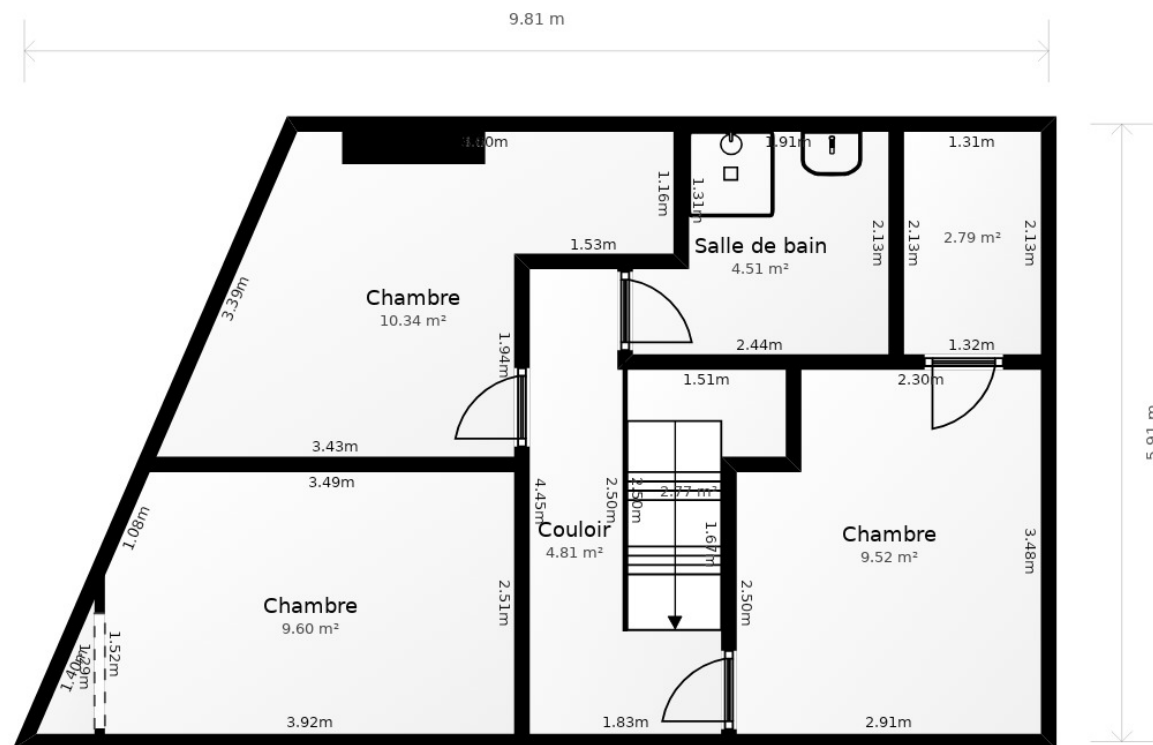 9.81 m
1.91m
1.31m
1.16m
1.31m
2.13m
2.13m
2.13m
1.53m
Salle de bain
4.51 m²
2.79 m²
Chambre
10.34 m²
3.39m
1.94m
2.44m
1.32m
1.51m
2.30m
3.43m
3.49m
1.08m
4.45m
2.50m
2.50m
2.77 m²
1.67m
Couloir
4.81 m²
Chambre
9.52 m²
3.48m
Chambre
9.60 m²
2.51m
2.50m
1.40m
1.29m
1.52m
3.92m
1.83m
2.91m